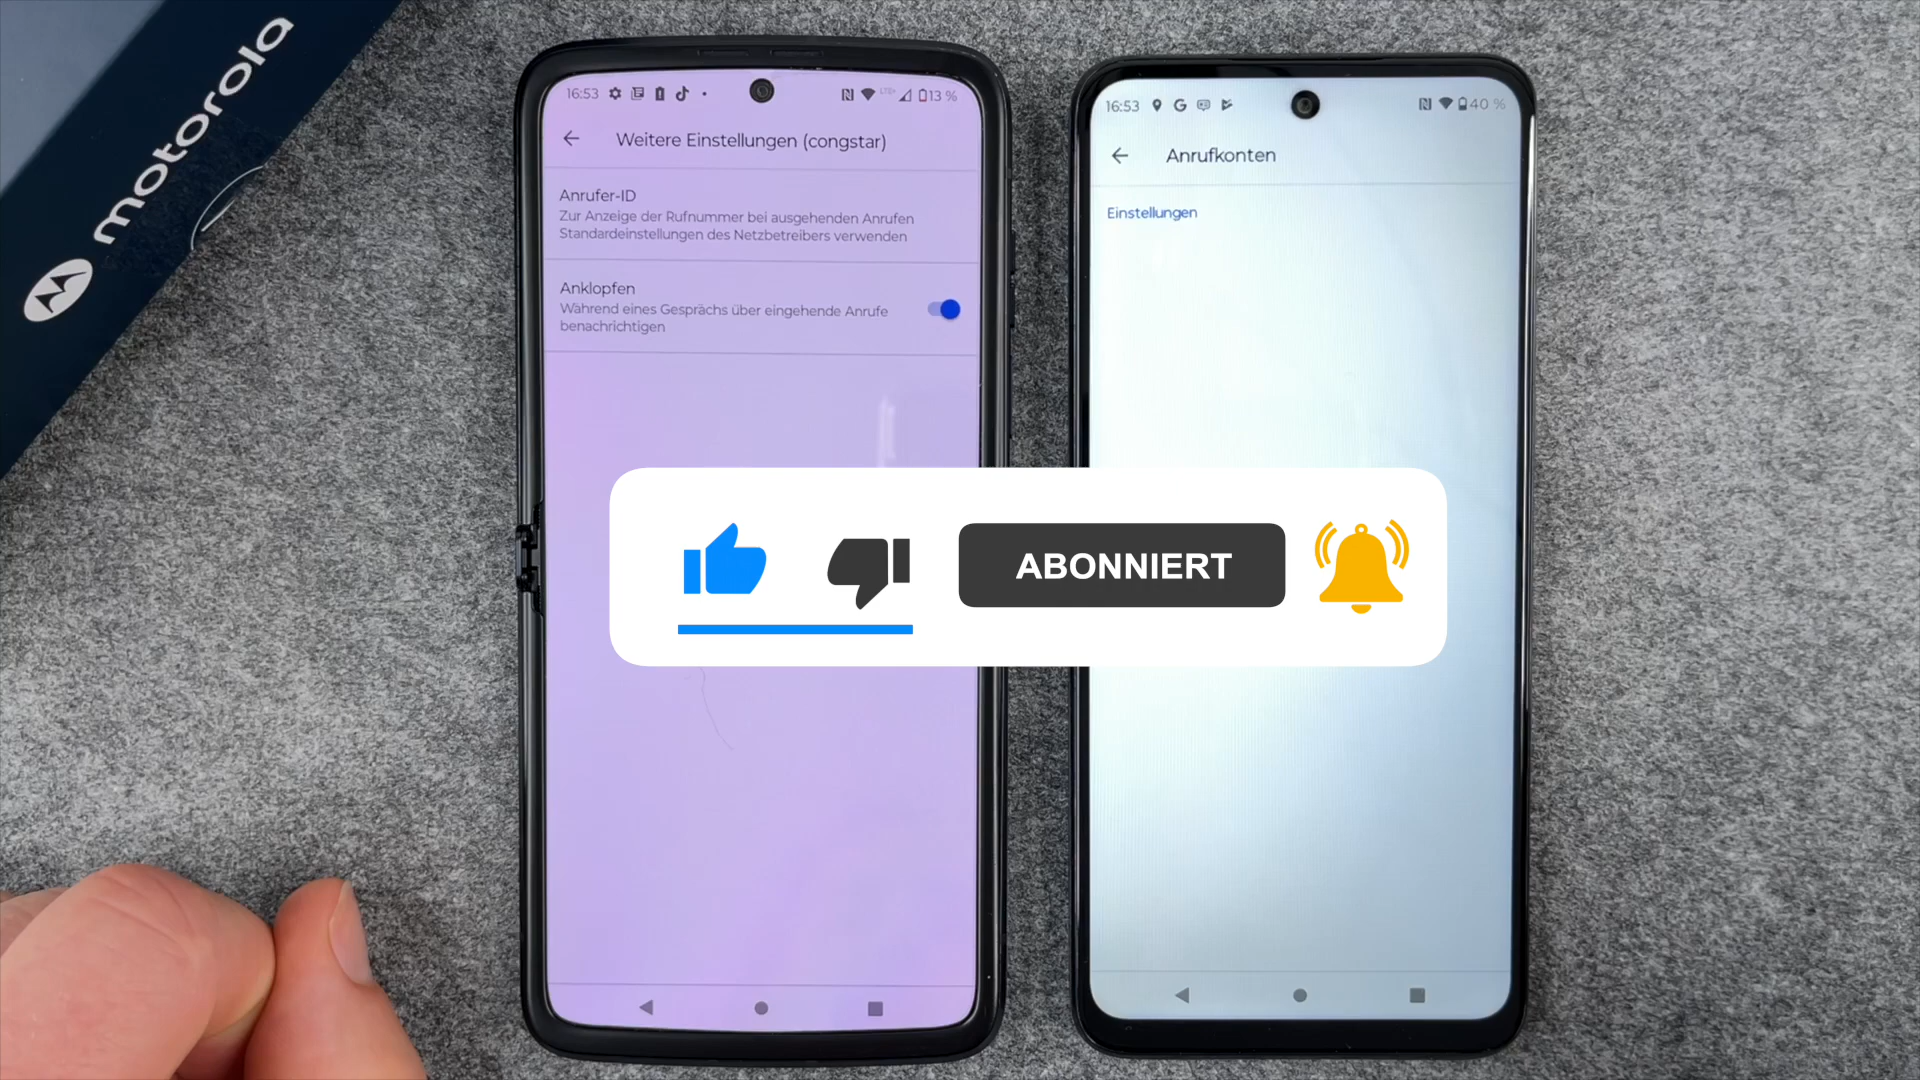 motorola
16:53
13 %
Weitere Einstellungen (congstar)
Anrufer-ID
Zur Anzeige der Rufnummer bei ausgehenden Anrufen
Standardeinstellungen des Netzbetreibers verwenden
Anklopfen
Während eines Gesprächs über eingehende Anrufe
benachrichtigen
16:53
40 %
Anrufkonten
Einstellungen
ABONNIERT